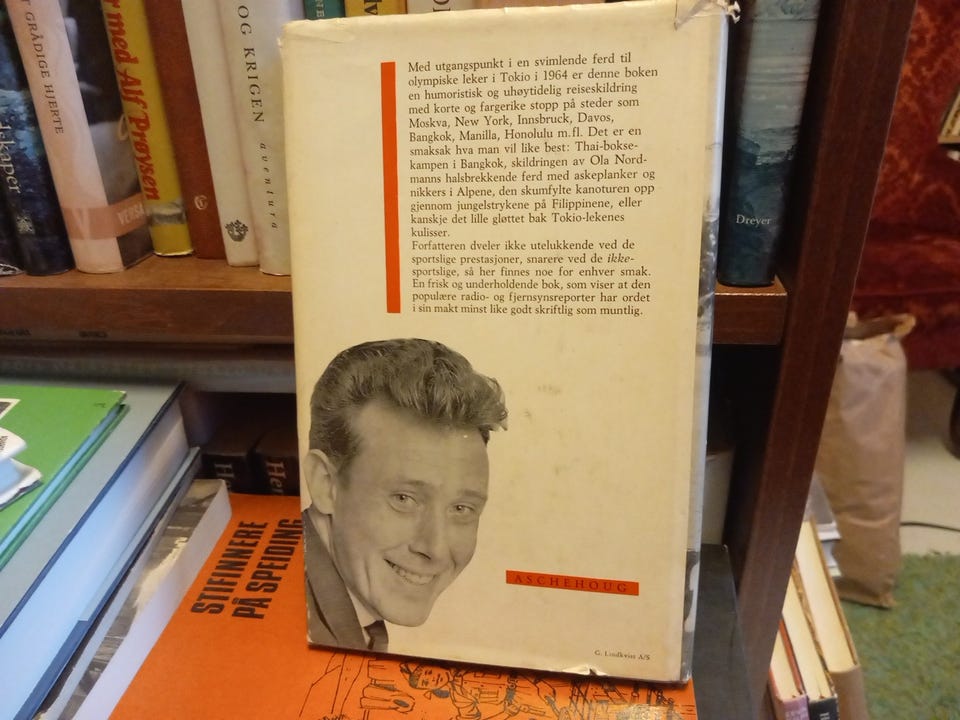 Med utgangspunkt i en svimlende ferd til
olympiske leker i Tokio i 1964 er denne boken
en humoristisk og uhøytidelig reiseskildring
med korte og fargerike stopp på steder som
Moskva, New York, Innsbruck, Davos,
Bangkok, Manilla, Honolulu m.fl. Det er en
smaksak hva man vil like best: Thai-bokse-
kampen i Bangkok, skildringen av Ola Nord-
manns halsbrekkende ferd med askeplanker og
nikkers i Alpene, den skumfylte kanoturen opp
gjennom jungelstrykene på Filippinene, eller
kanskje det lille gløttet bak Tokio-lekenes
kulisser.
Forfatteren dveler ikke utelukkende ved de
sportslige prestasjoner, snarere ved de ikke-
sportslige, så her finnes noe for enhver smak.
En frisk og underholdende bok, som viser at den
populære radio- og fjernsynsreporter har ordet
i sin makt minst like godt skriftlig som muntlig.
ASCHEHOUG
G. Lindkvist A/S
GRÅDIGE HJERTE
med Alf Prøysen
OG KRIGEN
aventura
Dreyer
STIFINNERE
PÅ SPEIDING